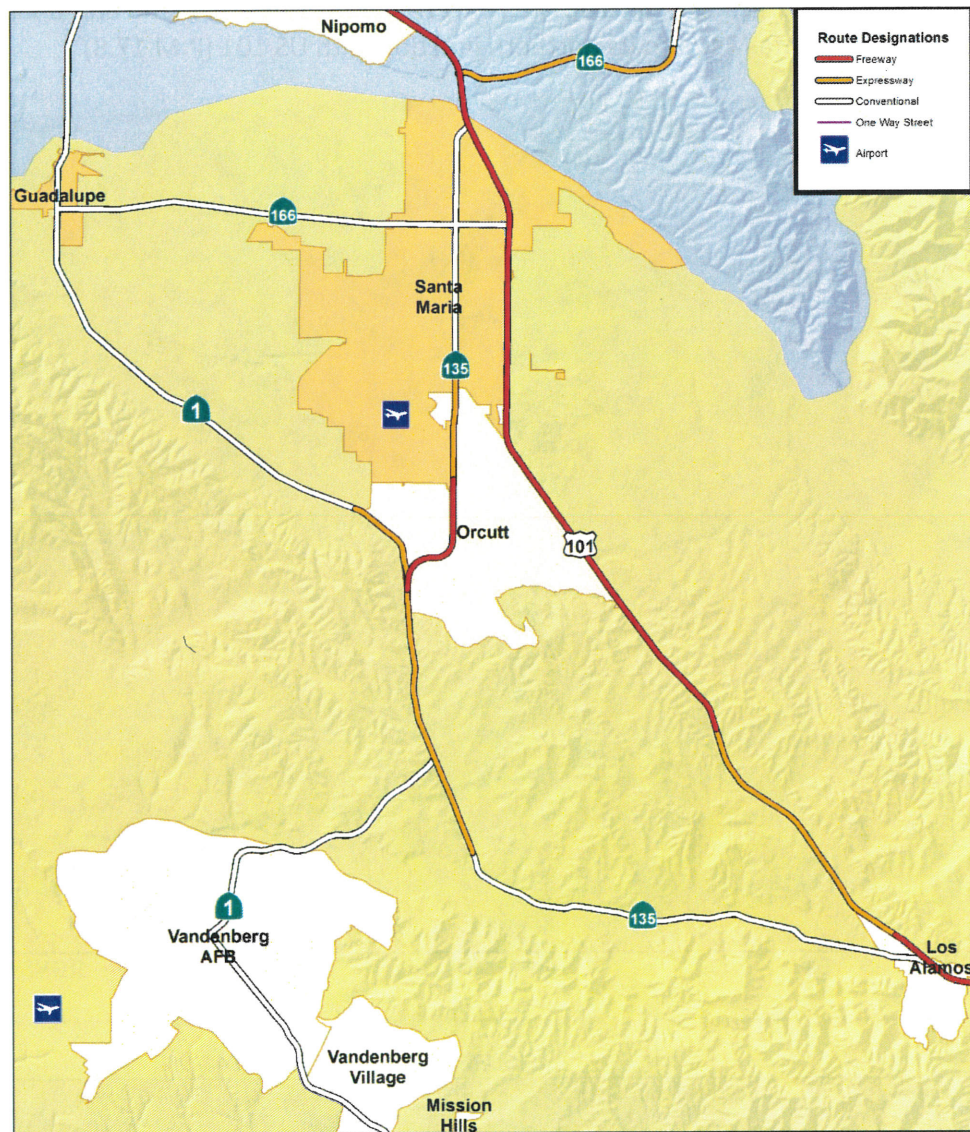 Nipomo
166
Route Designations
Freeway
Expressway
Conventional
One Way Street
Airport
Guadalupe
166
Santa
Maria
135
1
Orcutt
101
1
Vandenberg
AFB
135
Los
Alamos
Vandenberg
Village
Mission
Hills